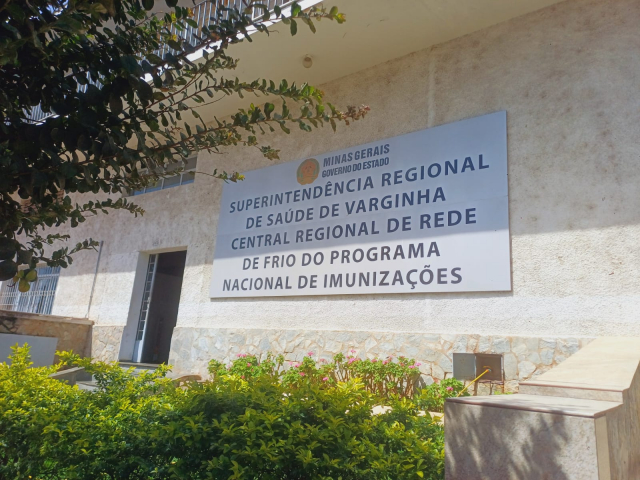 MINAS GERAIS
GOVERNO DO ESTADO
SUPERINTENDÊNCIA REGIONAL
DE SAÚDE DE VARGINHA
CENTRAL REGIONAL DE REDE
DE FRIO DO PROGRAMA
NACIONAL DE IMUNIZAÇÕES